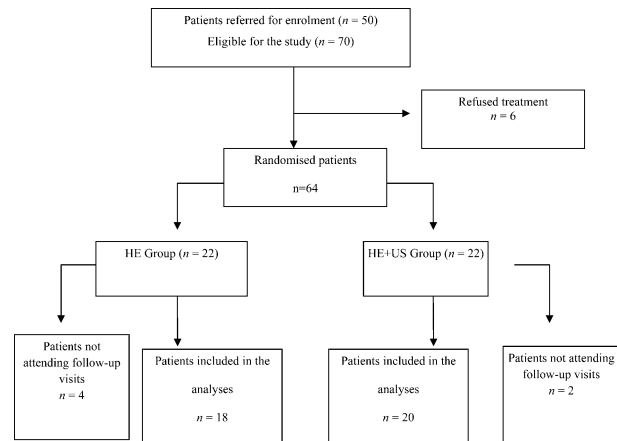 Patients referred for enrolment (n = 50)
Eligible for the study (n = 70)
Refused treatment
n = 6
Randomised patients
n=64
HE Group (n = 22)
HE+US Group (n = 22)
Patients not
attending follow-up
visits
n = 4
Patients included in the
analyses
n = 18
Patients included in the
analyses
n = 20
Patients not attending
follow-up visits
n = 2